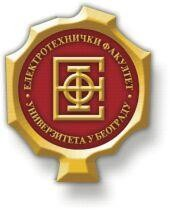 ЕЛЕКТРОТЕХНИЧКИ ФАКУЛТЕТ
УНИВЕРЗИТЕТА У БЕОГРАДУ